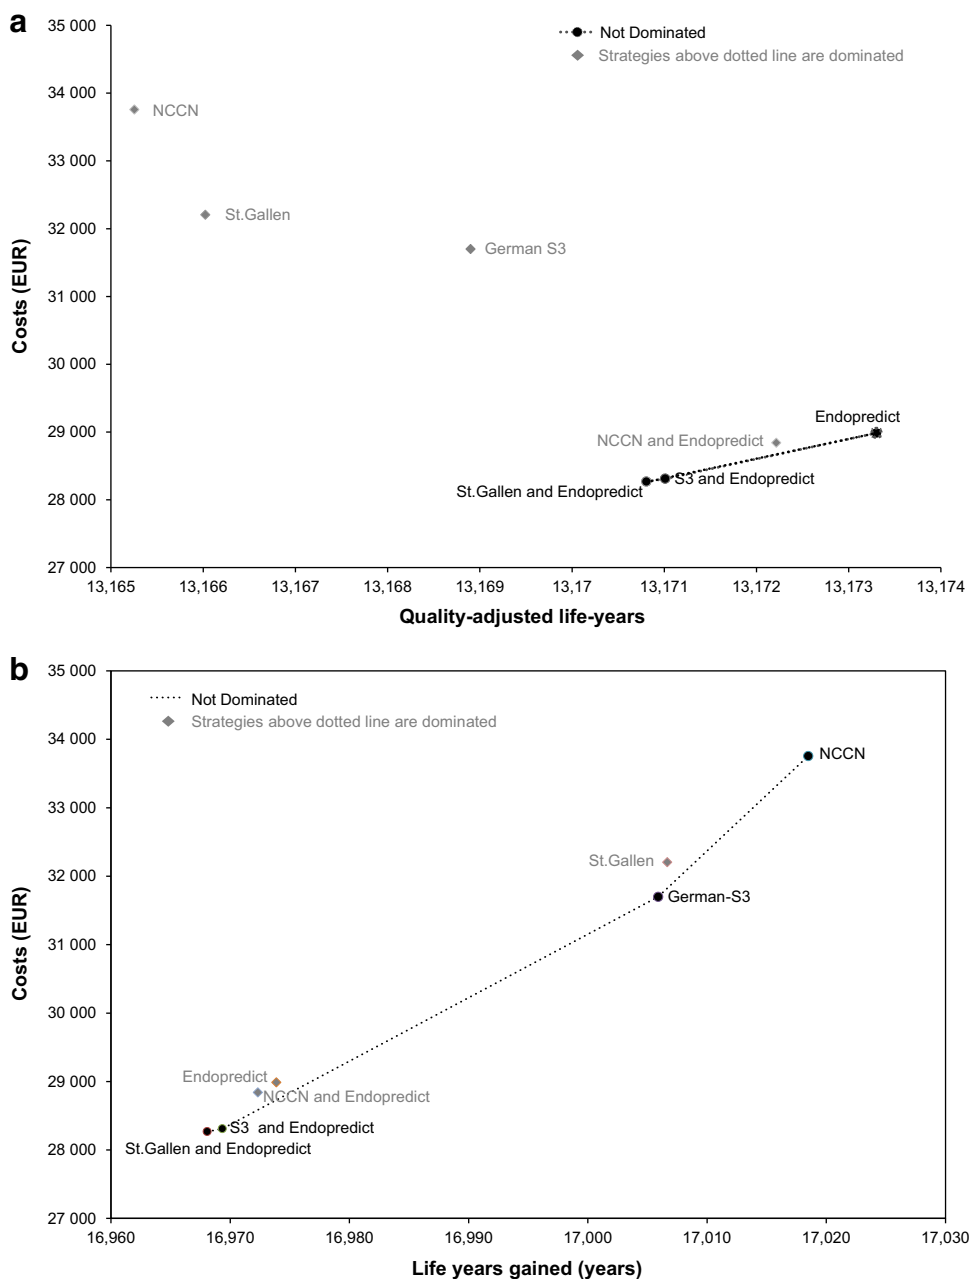 a
35 000
34 000
33 000
32 000
31 000
30 000
29 000
28 000
27 000
Costs (EUR)
Not Dominated
Strategies above dotted line are dominated
NCCN
St.Gallen
German S3
Endopredict
NCCN and Endopredict
S3 and Endopredict
St.Gallen and Endopredict
13,165 13,166 13,167 13,168 13,169 13,17 13,171 13,172 13,173 13,174
Quality-adjusted life-years
b
35 000
34 000
33 000
32 000
31 000
30 000
29 000
28 000
27 000
Costs (EUR)
Not Dominated
Strategies above dotted line are dominated
NCCN
St.Gallen
German-S3
Endopredict
NCCN and Endopredict
S3 and Endopredict
St.Gallen and Endopredict
16,960 16,970 16,980 16,990 17,000 17,010 17,020 17,030
Life years gained (years)